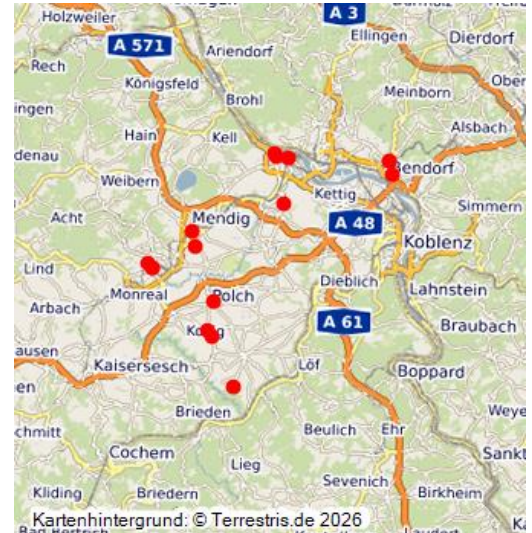 Holzweiler
A 3
Ellingen
Dierdorf
A 571
Ariendorf
Rech
Königsfeld
Meinborn
Ober
ingen
Brohl
Alsbach
Hain
Kell
denau
Bendorf
Weibern
Kettig
Simmern
Acht
Mendig
A 48
Koblenz
Lind
Dieblich
Lahnstein
Monreal
Polch
Arbach
A 61
Braubach
ausen
Kaisersesch
Löf
Boppard
en
Brieden
Weye
chmitt
Beulich
Ehr
Cochem
Lieg
Sankt
Sevenich
Kliding
Briedern
Birkheim
Kartenhintergrund: © Terrestris.de 2026